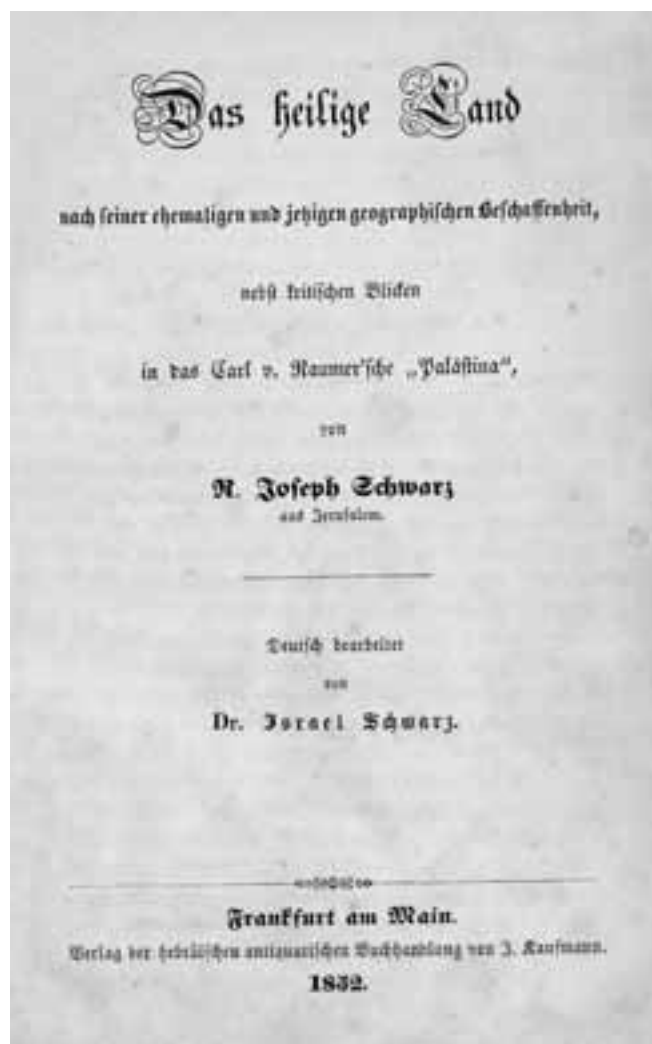 Das heilige Land
nach seiner ehemaligen und jetzigen geographischen Beschaffenheit,
nebst kritischen Blicken
in das Carl v. Raumer'sche „Palästina“,
von
R. Joseph Schwarz
aus Jerusalem.
Deutsch bearbeitet
von
Dr. Israel Schwarz.
Frankfurt am Main.
Verlag der hebräischen antiquarischen Buchhandlung von J. Kaufmann.
1852.